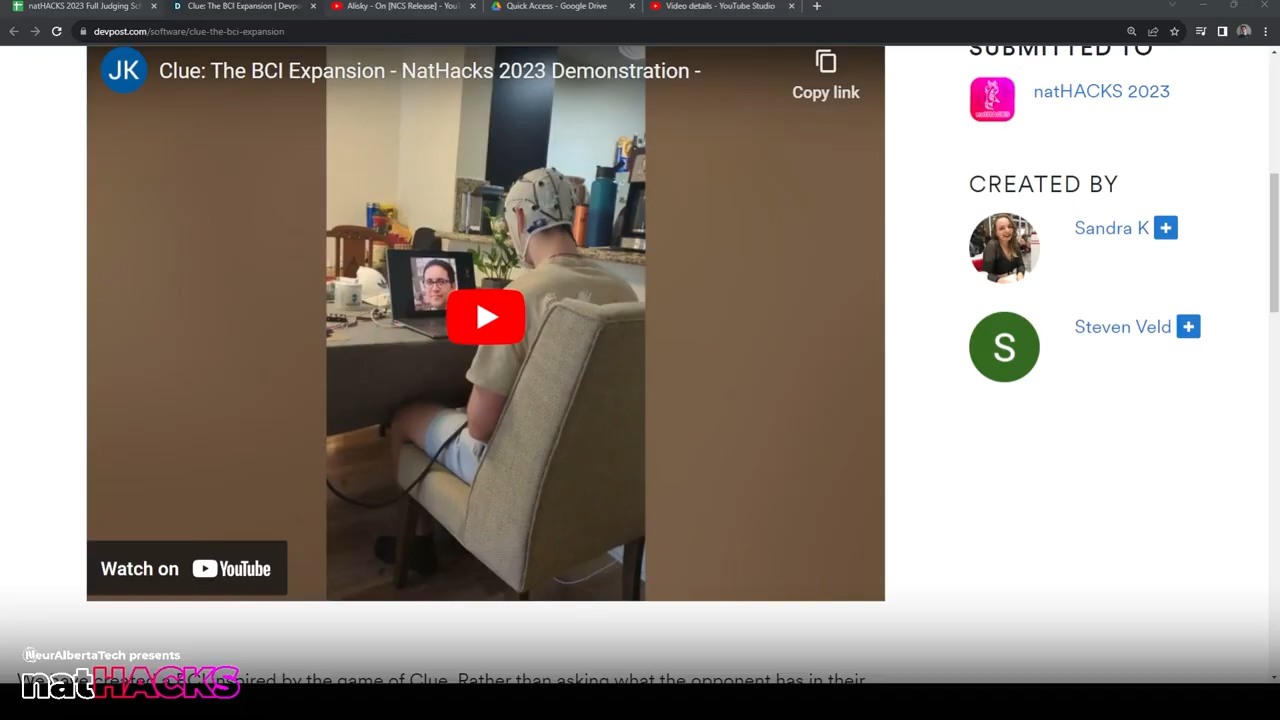 natHACKS 2023 Full Judging Sc
Clue: The BCI Expansion | Devpo
Alisky - On [NCS Release] - You
Quick Access - Google Drive
Video details - YouTube Studio
devpost.com/software/clue-the-bci-expansion
JK
Clue: The BCI Expansion - NatHacks 2023 Demonstration -
Copy link
Watch on YouTube
SUBMITTED TO
natHACKS 2023
CREATED BY
Sandra K
S
Steven Veld
NeurAlbertaTech presents
natHACKS
inspired by the game of Clue. Rather than asking what the opponent has in their